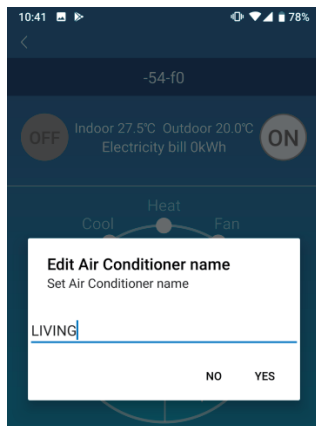 10:41 78%
-54-f0
OFF Indoor 27.5℃ Outdoor 20.0℃ ON
Electricity bill 0kWh
Heat
Cool Fan
Edit Air Conditioner name
Set Air Conditioner name
LIVING
NO YES